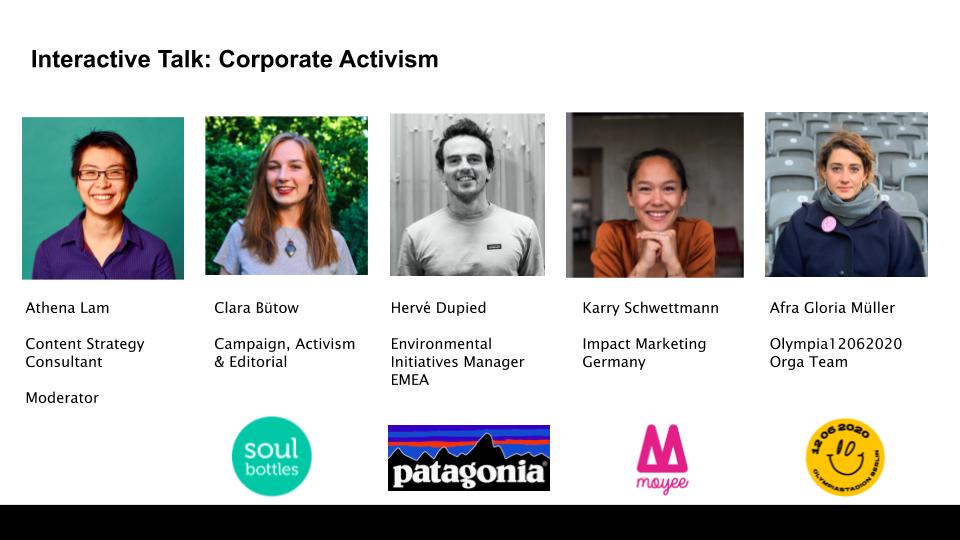 Interactive Talk: Corporate Activism
Athena Lam
Content Strategy
Consultant
Moderator
Clara Bütow
Campaign, Activism
& Editorial
Hervé Dupied
Environmental
Initiatives Manager
EMEA
Karry Schwettmann
Impact Marketing
Germany
Afra Gloria Müller
Olympia12062020
Orga Team
soul
bottles
patagonia®
moyee
12 06 2020
OLYMPIASTADION BERLIN